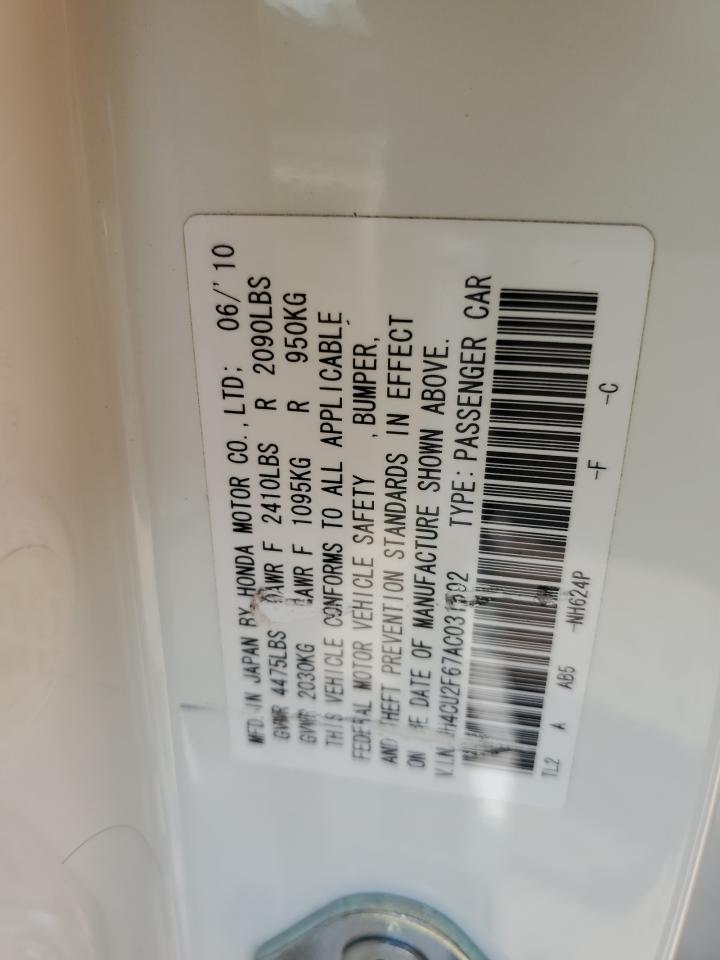 MFD. IN JAPAN BY HONDA MOTOR CO., LTD; 06/'10
GVWR 4475LBS GAWR F 2410LBS R 2090LBS
GVWR 2030KG GAWR F 1095KG R 950KG
THIS VEHICLE CONFORMS TO ALL APPLICABLE
FEDERAL MOTOR VEHICLE SAFETY , BUMPER,
AND THEFT PREVENTION STANDARDS IN EFFECT
ON THE DATE OF MANUFACTURE SHOWN ABOVE.
V.I.N. TYPE: PASSENGER CAR
TL2 A AB5 -NH624P -F -C